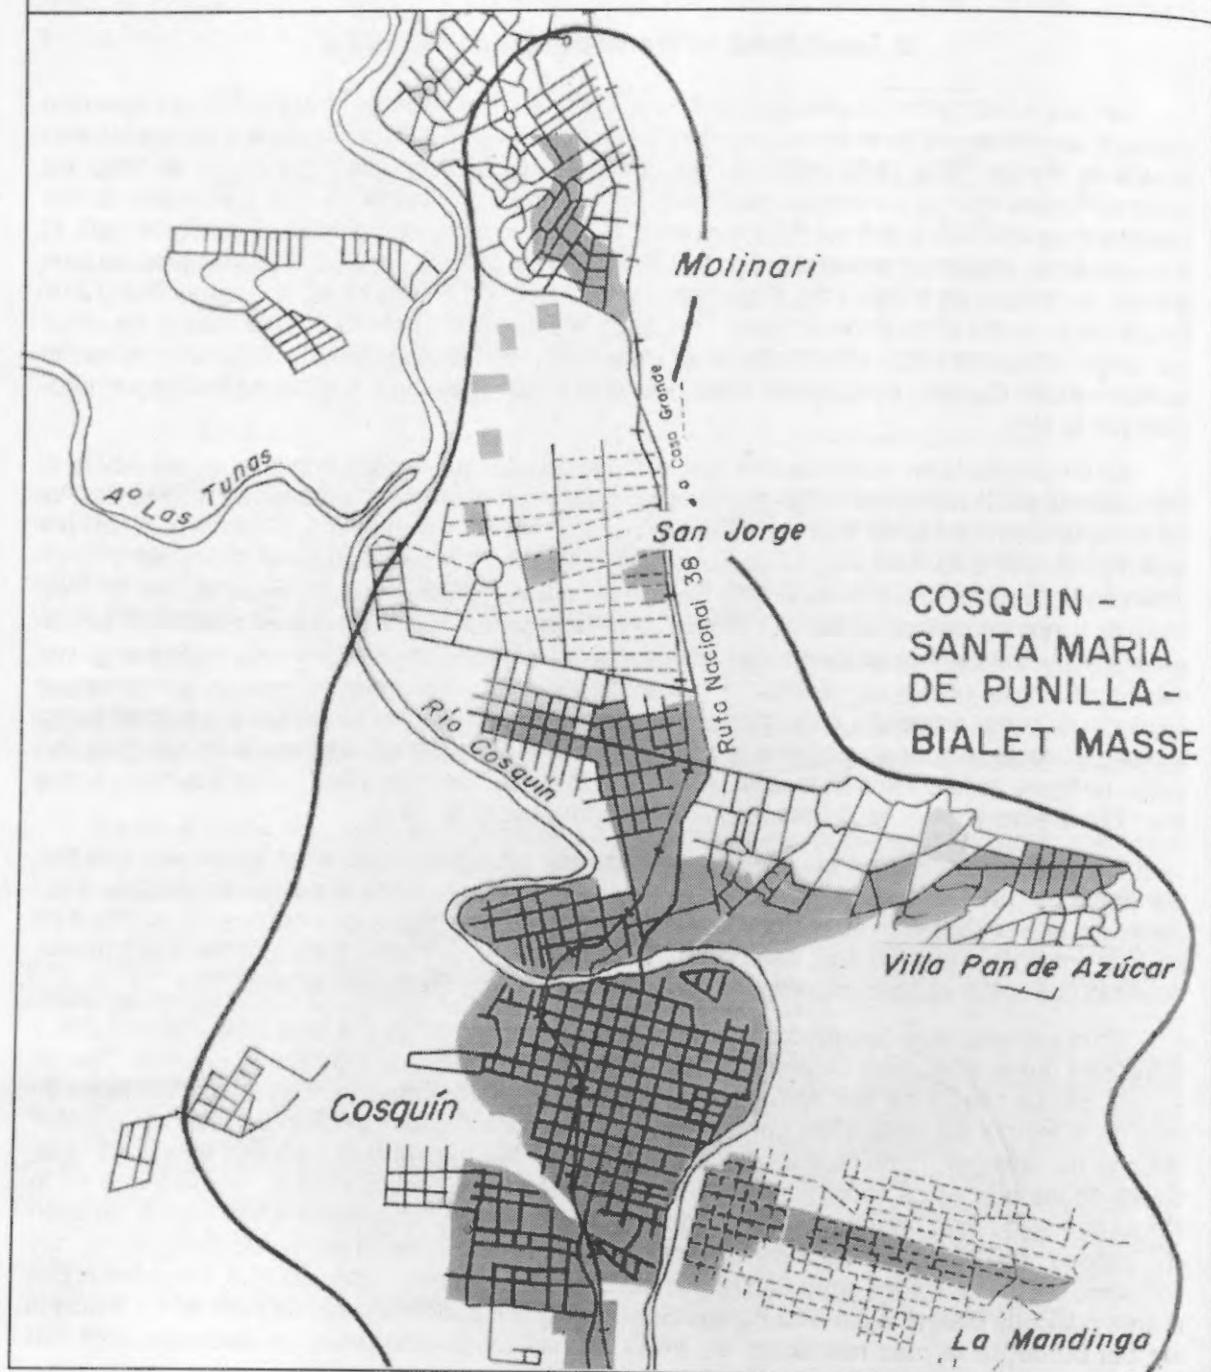 Molinari
a Casa Grande
Aº Las Tunas
San Jorge
Ruta Nacional 38
COSQUIN -
SANTA MARIA
DE PUNILLA -
BIALET MASSE
Río Cosquín
Villa Pan de Azúcar
Cosquín
La Mandinga